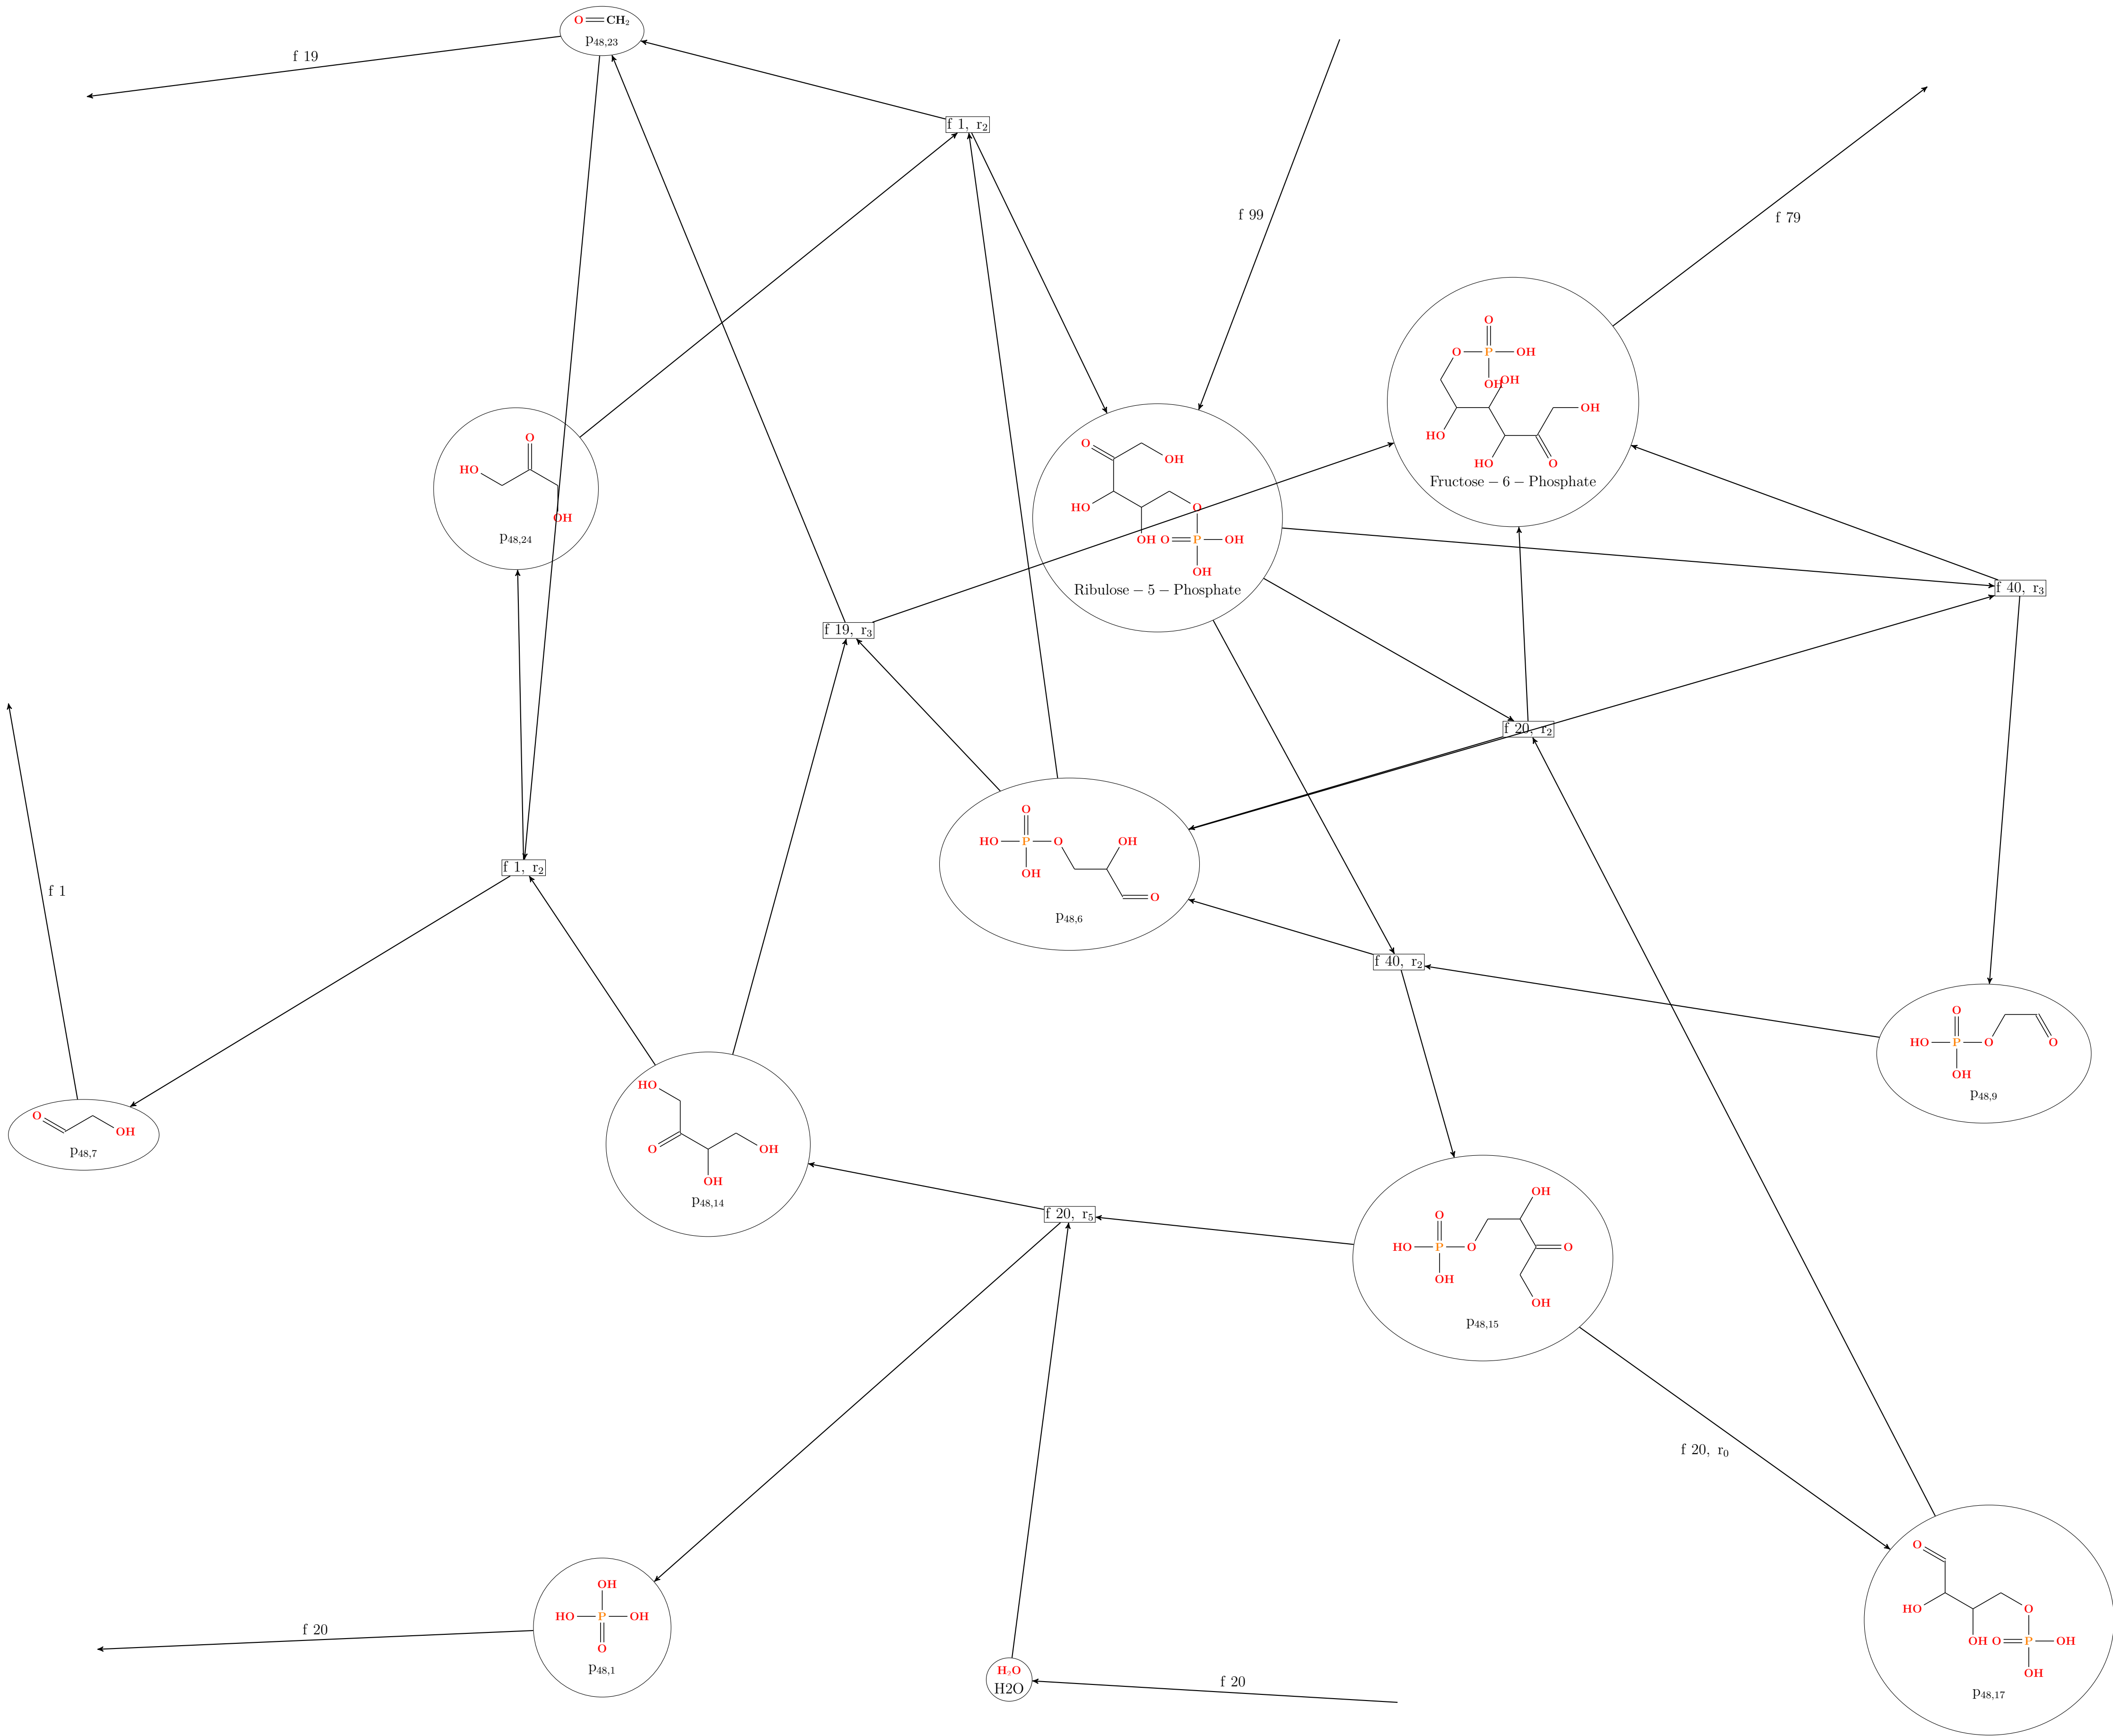 O CH₂
p₄₈,₂₃
f 19
f 1, r₂
f 99
f 79
O
O P OH
OH
OH
OH
HO
HO O
Fructose − 6 − Phosphate
O
HO
OH
p₄₈,₂₄
O
OH
HO
O
OH O P OH
OH
Ribulose − 5 − Phosphate
f 40, r₃
f 19, r₃
f 20, r₂
O
HO P O OH
OH
O
p₄₈,₆
f 1, r₂
f 1
f 40, r₂
O
HO P O O
OH
p₄₈,₉
O
OH
p₄₈,₇
HO
O OH
OH
p₄₈,₁₄
f 20, r₅
OH
O
HO P O O
OH
OH
p₄₈,₁₅
f 20, r₀
O
HO O
OH O P OH
OH
p₄₈,₁₇
OH
HO P OH
O
p₄₈,₁
f 20
H₂O
H2O
f 20